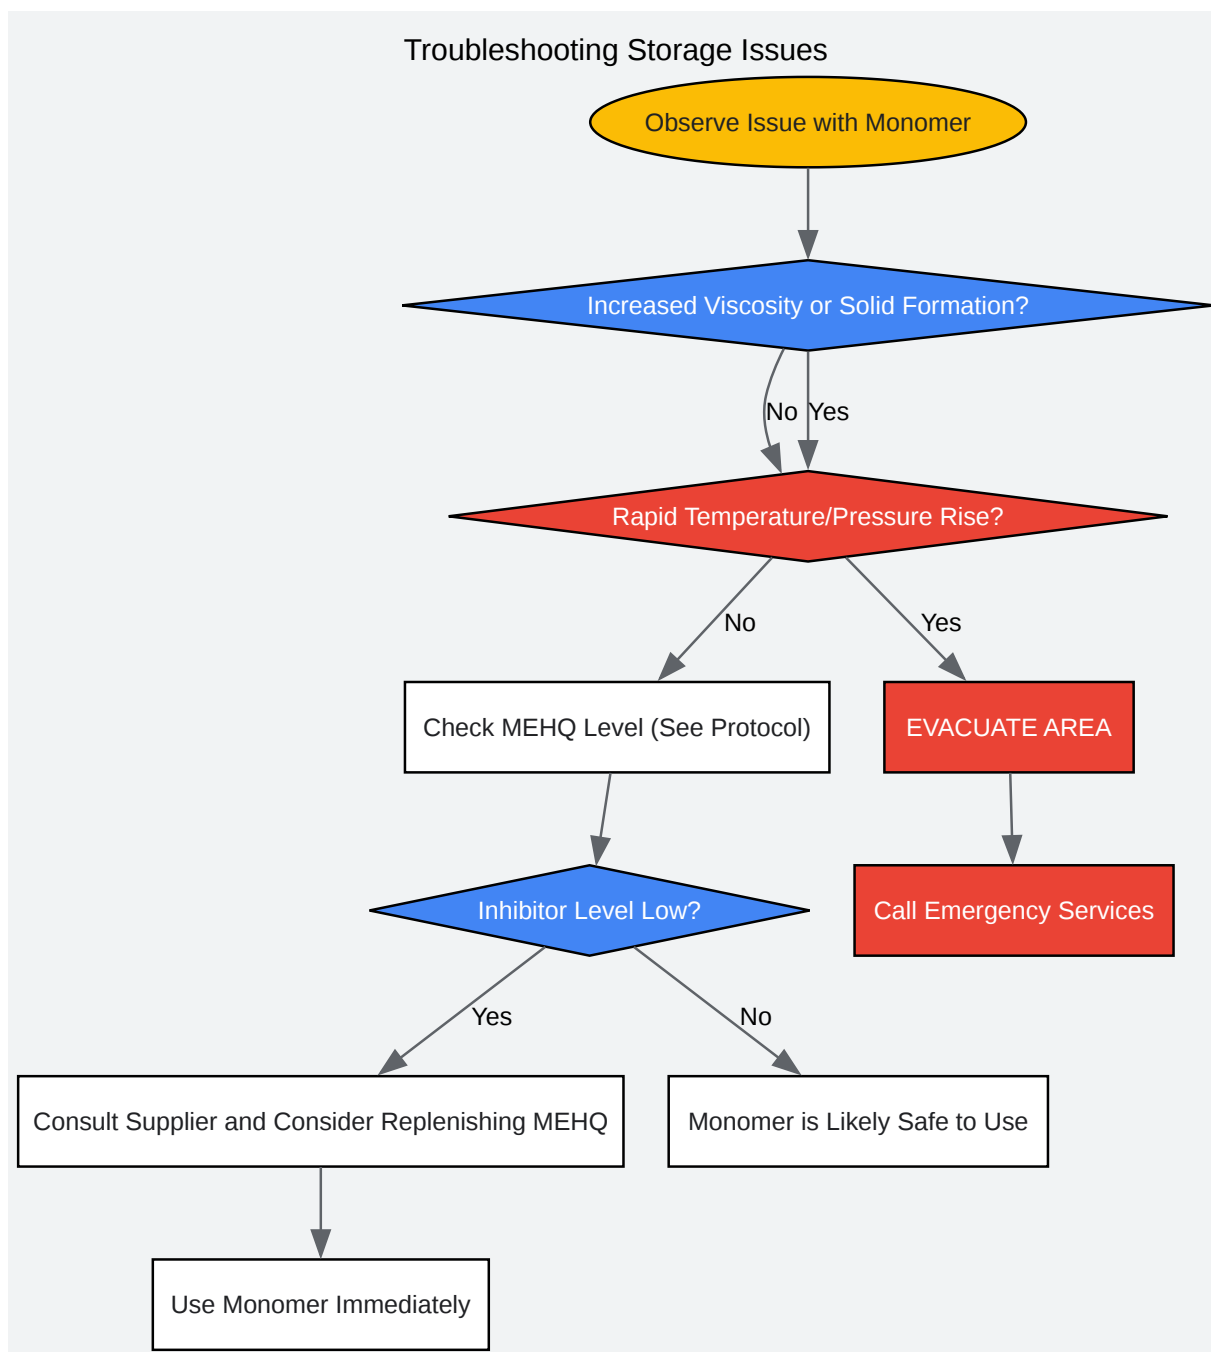 Troubleshooting Storage Issues
Observe Issue with Monomer
Increased Viscosity or Solid Formation?
No
Yes
Rapid Temperature/Pressure Rise?
No
Yes
Check MEHQ Level (See Protocol)
EVACUATE AREA
Inhibitor Level Low?
Call Emergency Services
Yes
No
Consult Supplier and Consider Replenishing MEHQ
Monomer is Likely Safe to Use
Use Monomer Immediately